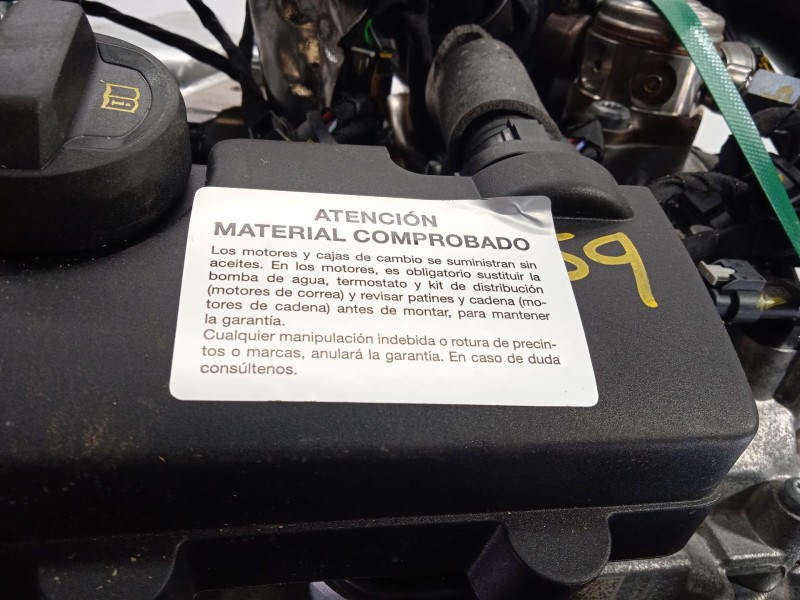 ATENCIÓN
MATERIAL COMPROBADO
Los motores y cajas de cambio se suministran sin
aceites. En los motores, es obligatorio sustituir la
bomba de agua, termostato y kit de distribución
(motores de correa) y revisar patines y cadena (mo-
tores de cadena) antes de montar, para mantener
la garantía.
Cualquier manipulación indebida o rotura de precin-
tos o marcas, anulará la garantía. En caso de duda
consúltenos.
59